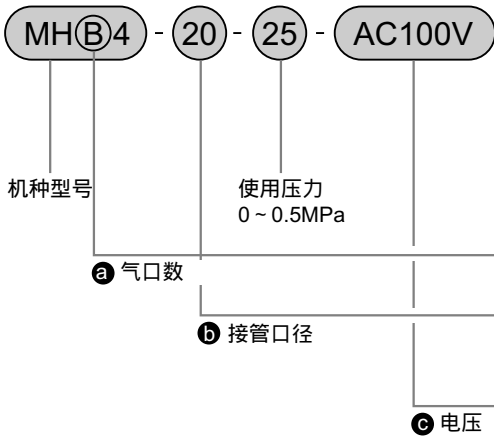 MHB4 - 20 - 25 - AC100V
机种型号
使用压力
0 ~ 0.5MPa
a 气口数
b 接管口径
c 电压